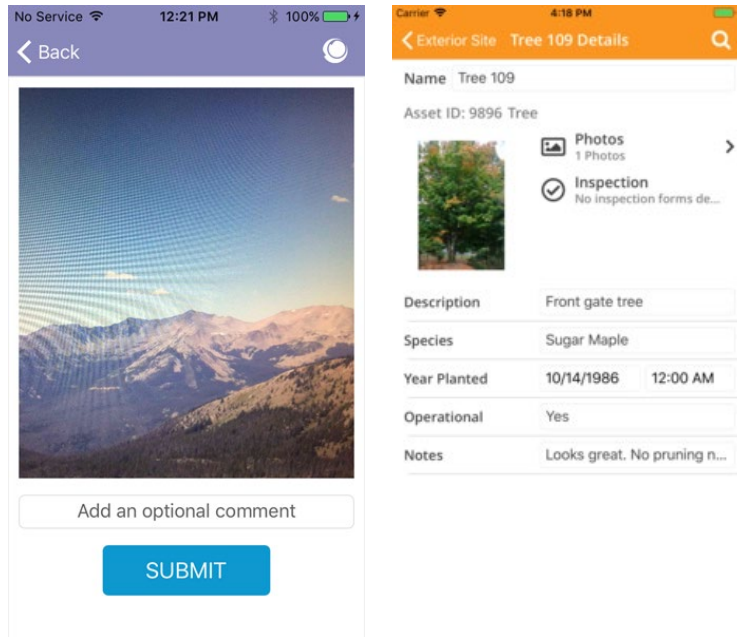 No Service 12:21 PM 100%
Back
Add an optional comment
SUBMIT
Carrier 4:18 PM
Exterior Site Tree 109 Details
Name Tree 109
Asset ID: 9896 Tree
Photos
1 Photos
Inspection
No inspection forms de...
Description Front gate tree
Species Sugar Maple
Year Planted 10/14/1986 12:00 AM
Operational Yes
Notes Looks great. No pruning n...